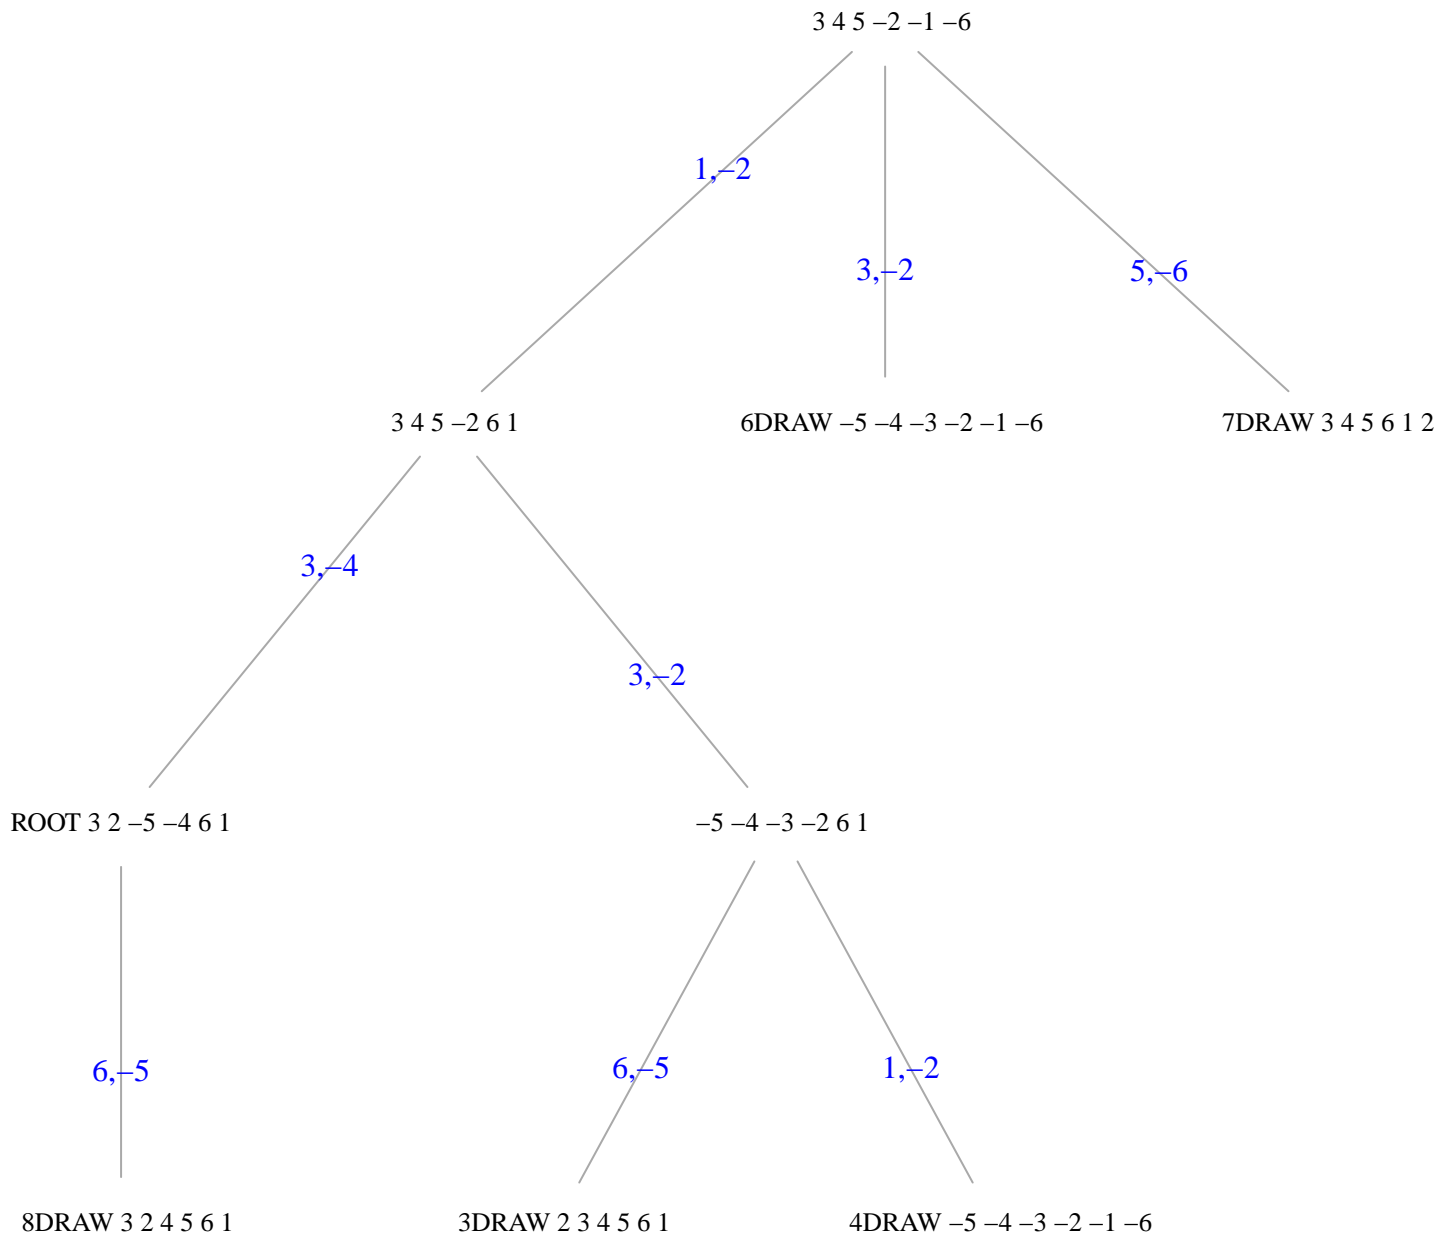 3 4 5 –2 –1 –6
1,–2
3,–2
5,–6
3 4 5 –2 6 1
6DRAW –5 –4 –3 –2 –1 –6
7DRAW 3 4 5 6 1 2
3,–4
3,–2
ROOT 3 2 –5 –4 6 1
–5 –4 –3 –2 6 1
6,–5
6,–5
1,–2
8DRAW 3 2 4 5 6 1
3DRAW 2 3 4 5 6 1
4DRAW –5 –4 –3 –2 –1 –6